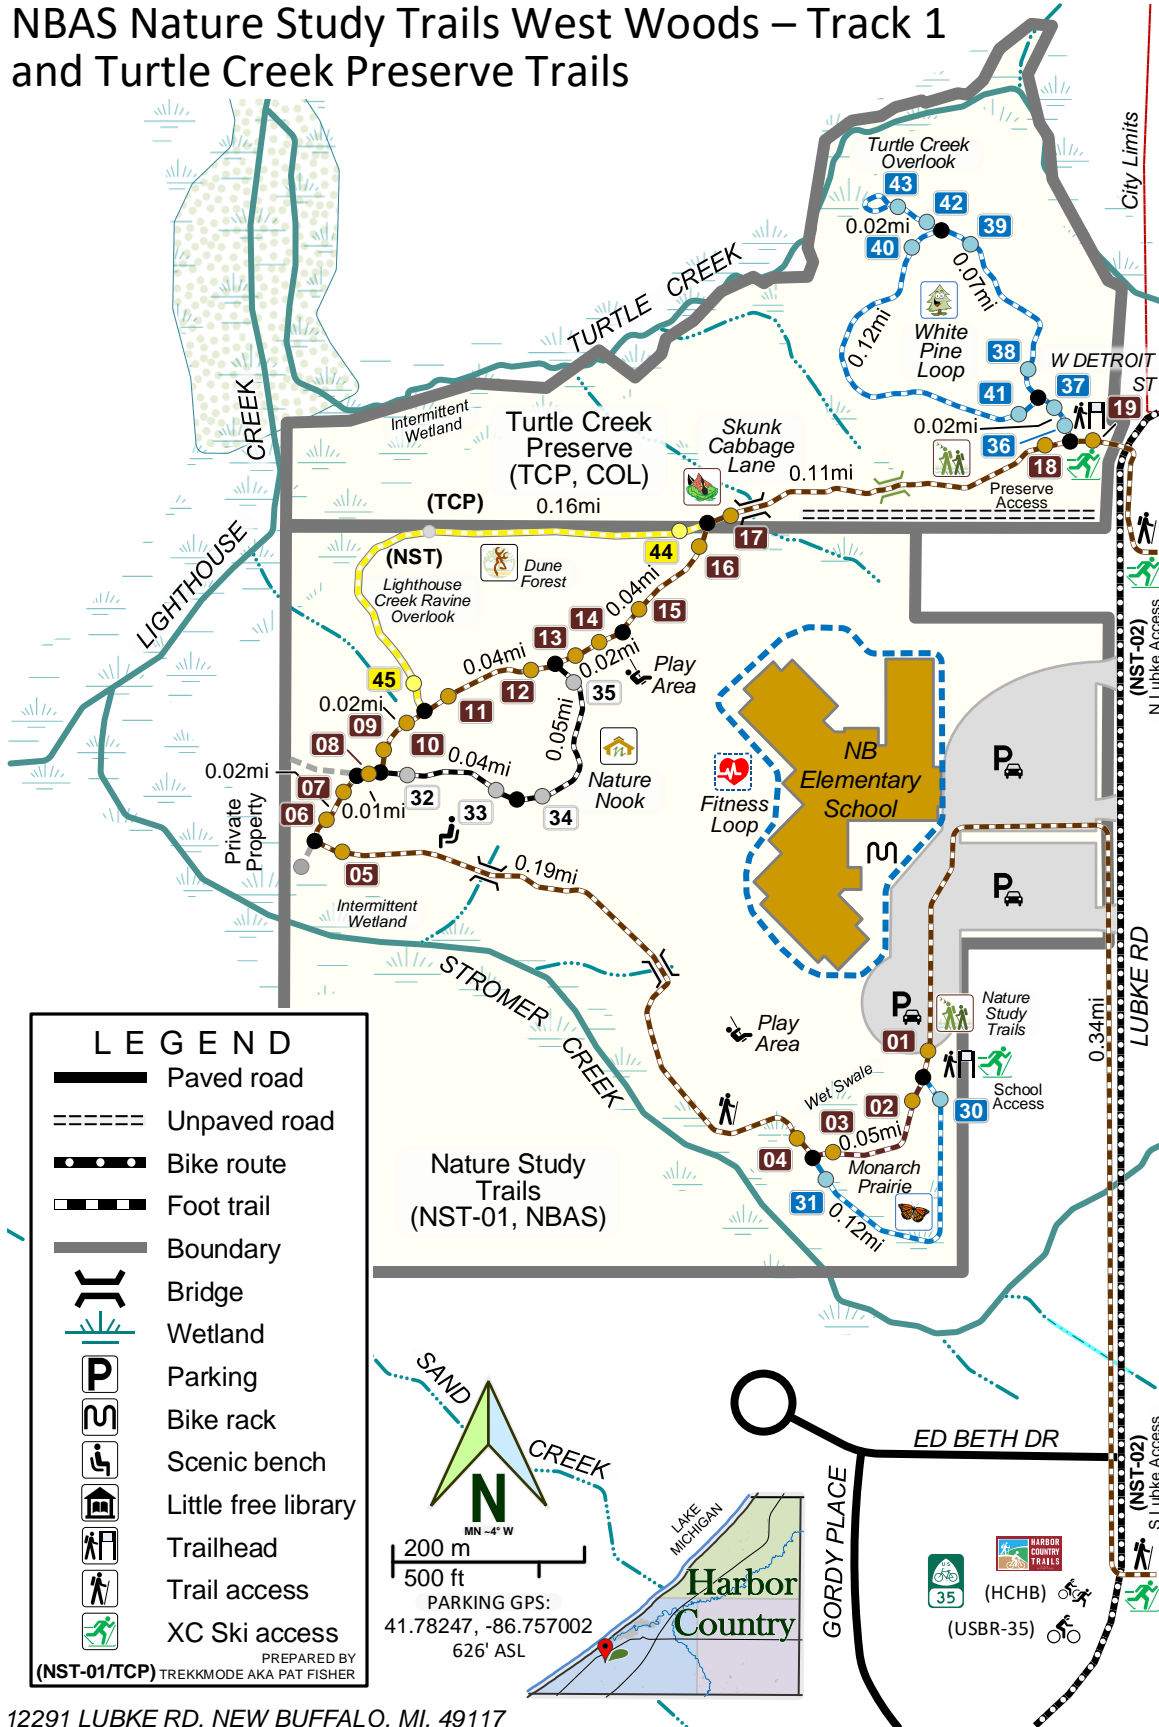 NBAS Nature Study Trails West Woods – Track 1
and Turtle Creek Preserve Trails
City Limits
Turtle Creek
Overlook
43
42
0.02mi
39
40
0.07mi
TURTLE CREEK
0.12mi
White
Pine
Loop
38
W DETROIT
ST
37
41
19
0.02mi
36
18
Preserve
Access
CREEK
Intermittent
Wetland
Turtle Creek
Preserve
(TCP, COL)
Skunk
Cabbage
Lane
0.11mi
(TCP)
0.16mi
17
44
16
(NST)
Dune
Forest
LIGHTHOUSE
Lighthouse
Creek Ravine
Overlook
0.04mi
15
14
13
0.02mi
0.04mi
12
35
Play
Area
45
11
0.02mi
09
10
08
0.04mi
0.05mi
0.02mi
07
06
0.01mi
32
33
34
Nature
Nook
Private
Property
05
0.19mi
Intermittent
Wetland
(NST-02)
N Lubke Access
NB
Elementary
School
Fitness
Loop
P
P
P
LUBKE RD
0.34mi
STROMER
CREEK
Play
Area
Nature
Study
Trails
01
School
Access
Wet Swale
02
30
03
0.05mi
04
Monarch
Prairie
31
0.12mi
Nature Study
Trails
(NST-01, NBAS)
LEGEND
Paved road
Unpaved road
Bike route
Foot trail
Boundary
Bridge
Wetland
P
Parking
Bike rack
Scenic bench
Little free library
Trailhead
Trail access
XC Ski access
PREPARED BY
(NST-01/TCP) TREKKMODE AKA PAT FISHER
SAND
CREEK
N
MN ~4° W
200 m
500 ft
PARKING GPS:
41.78247, -86.757002
626' ASL
LAKE
MICHIGAN
Harbor
Country
ED BETH DR
GORDY PLACE
(NST-02)
S Lubke Access
US
35
HARBOR
COUNTRY
TRAILS
(HCHB)
(USBR-35)
12291 LUBKE RD, NEW BUFFALO, MI, 49117